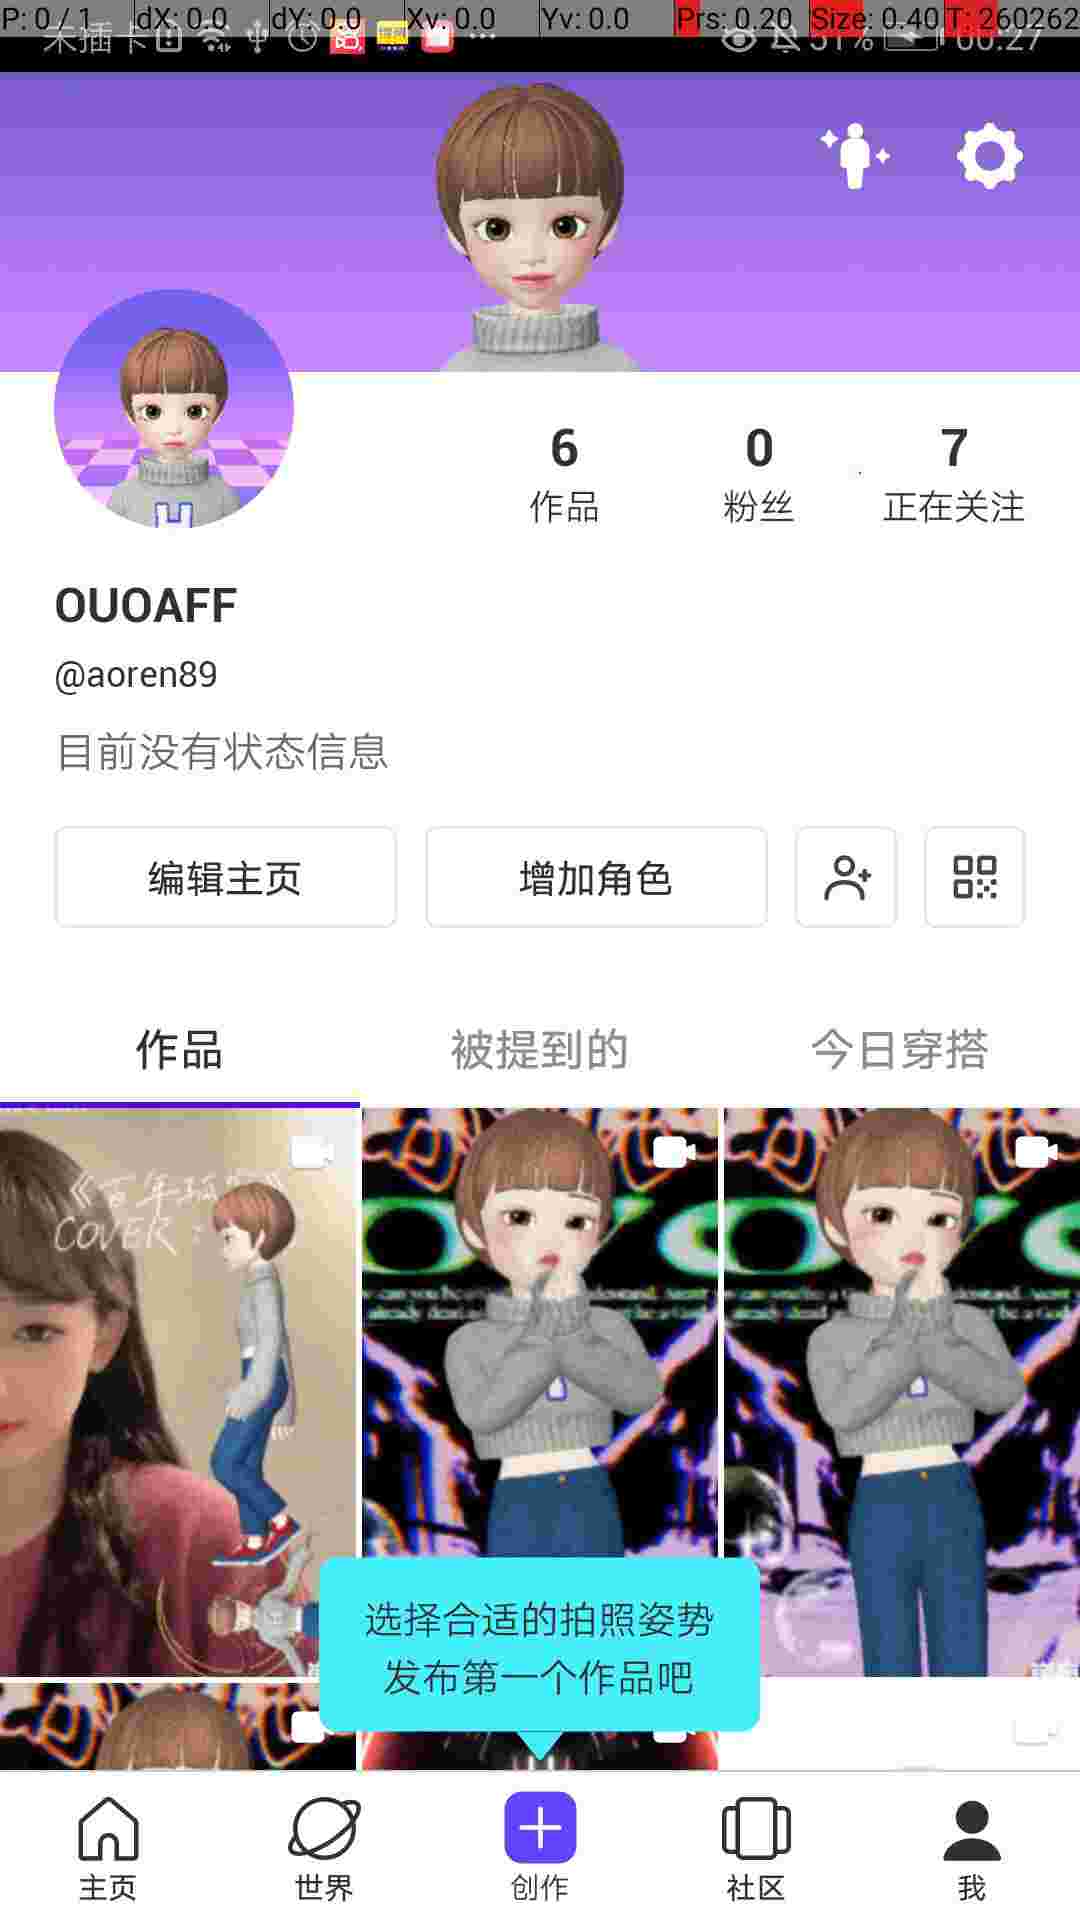 P: 0 / 1 dX: 0.0 dY: 0.0 Xv: 0.0 Yv: 0.0 Prs: 0.20 Size: 0.40 T: 260262
未插卡 51% 00:27
6 0 7
作品 粉丝 正在关注
OUOAFF
@aoren89
目前没有状态信息
编辑主页 增加角色
作品 被提到的 今日穿搭
COVER:
选择合适的拍照姿势
发布第一个作品吧
主页 世界 创作 社区 我